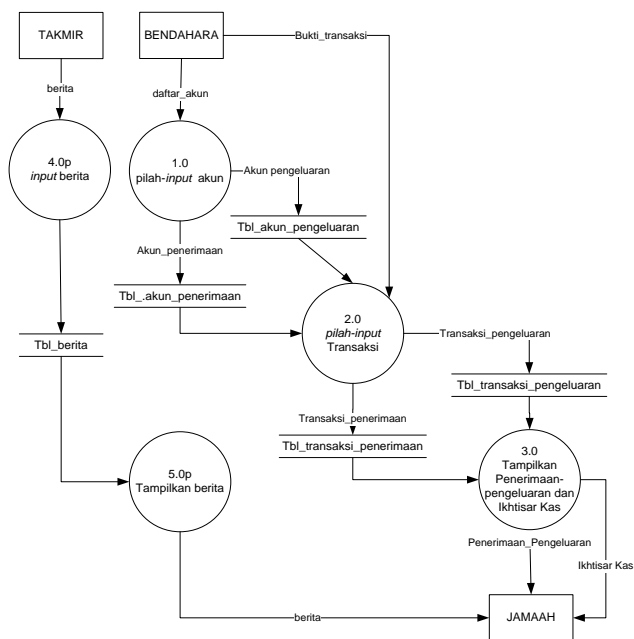 TAKMIR
BENDAHARA
Bukti_transaksi
berita
daftar_akun
4.0p
input berita
1.0
pilah-input akun
Akun pengeluaran
Tbl_akun_pengeluaran
Akun_penerimaan
Tbl_.akun_penerimaan
2.0
pilah-input
Transaksi
Transaksi_pengeluaran
Tbl_berita
Tbl_transaksi_pengeluaran
Transaksi_penerimaan
Tbl_transaksi_penerimaan
5.0p
Tampilkan berita
3.0
Tampilkan
Penerimaan-
pengeluaran dan
Ikhtisar Kas
Penerimaan_Pengeluaran
Ikhtisar Kas
berita
JAMAAH